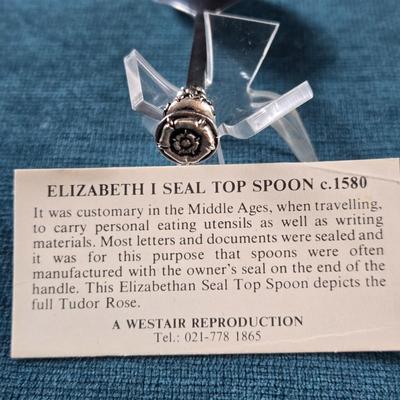 ELIZABETH I SEAL TOP SPOON c.1580
It was customary in the Middle Ages, when travelling,
to carry personal eating utensils as well as writing
materials. Most letters and documents were sealed and
it was for this purpose that spoons were often
manufactured with the owner's seal on the end of the
handle. This Elizabethan Seal Top Spoon depicts the
full Tudor Rose.
A WESTAIR REPRODUCTION
Tel.: 021-778 1865